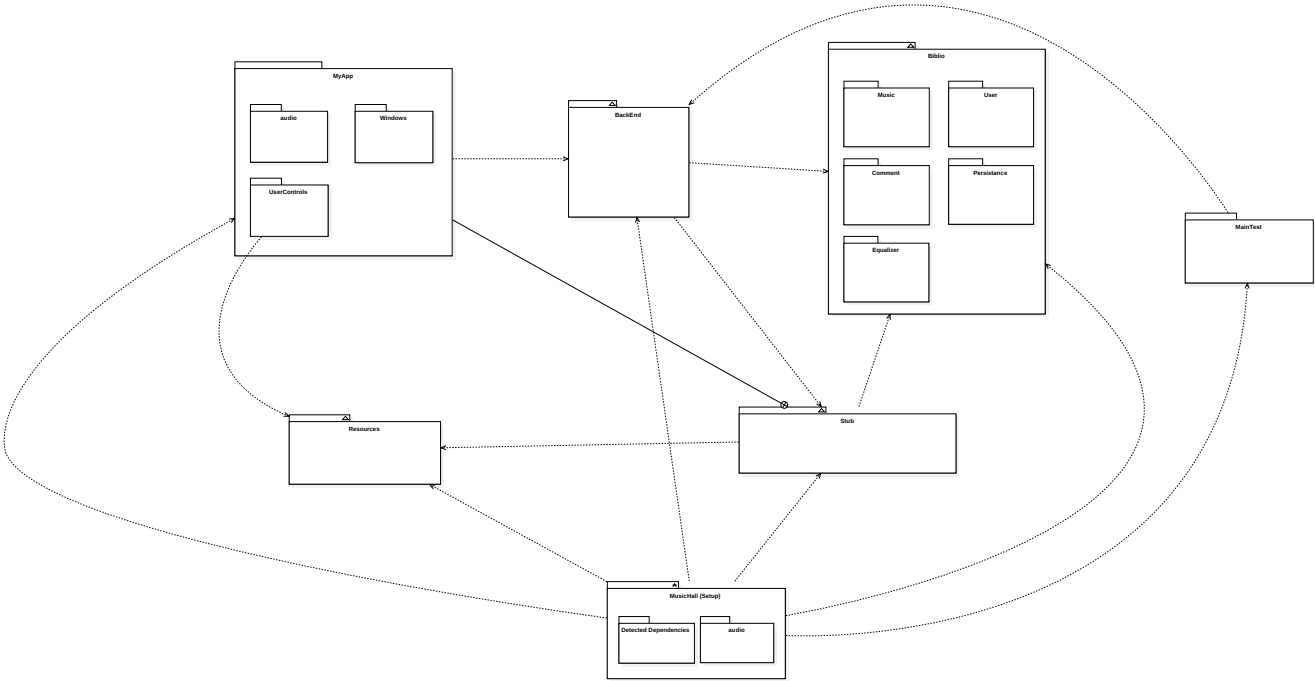 MyApp
audio
Windows
UserControls
BackEnd
Biblio
Music
User
Comment
Persistance
Equalizer
MainTest
Resources
Stub
MusicHall (Setup)
Detected Dependencies
audio